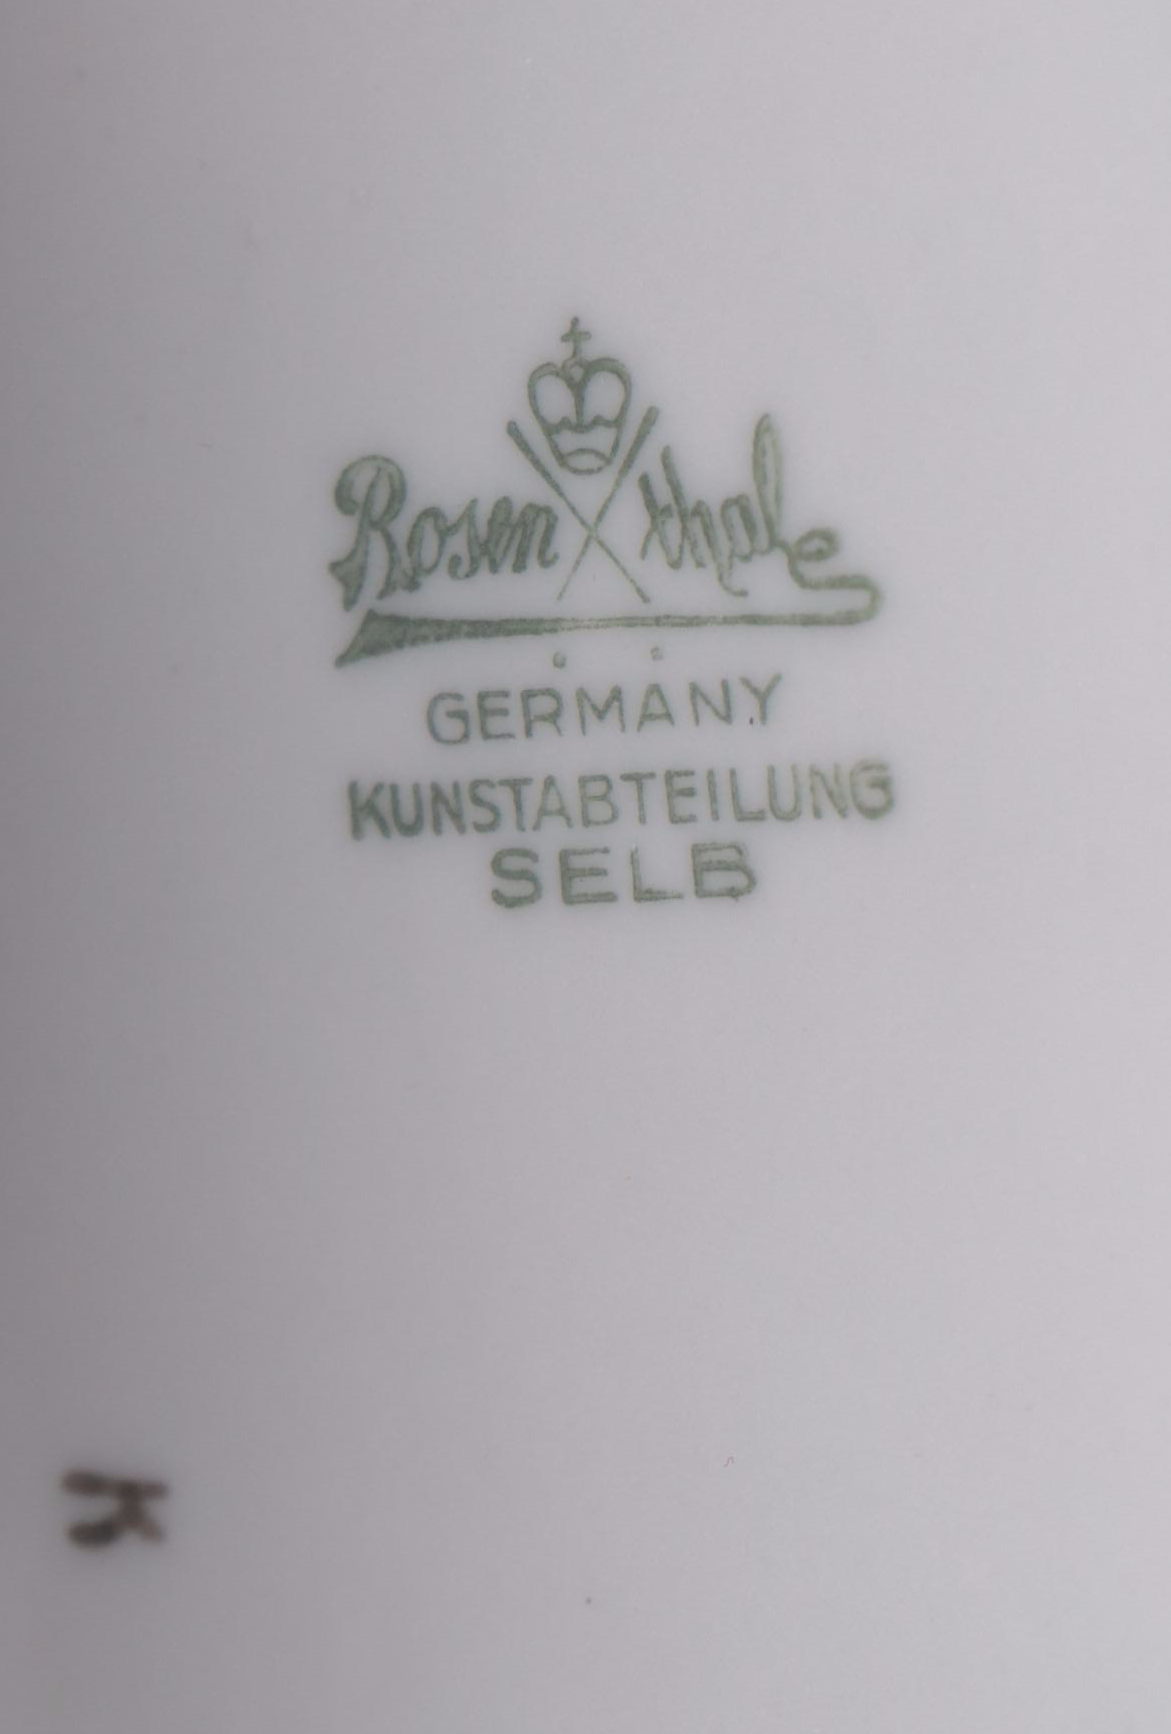 Rosenthal
GERMANY
KUNSTABTEILUNG
SELB
K